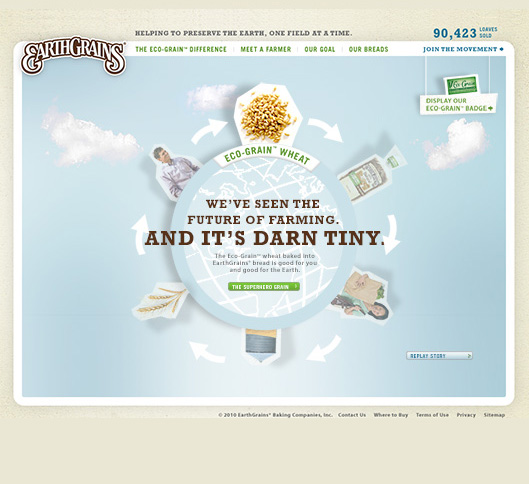 HELPING TO PRESERVE THE EARTH, ONE FIELD AT A TIME.
90,423 LOAVES SOLD
EARTHGRAINS®
THE ECO-GRAIN™ DIFFERENCE
MEET A FARMER
OUR GOAL
OUR BREADS
JOIN THE MOVEMENT
Eco-Grain
DISPLAY OUR
ECO-GRAIN™ BADGE
ECO-GRAIN™ WHEAT
WE'VE SEEN THE
FUTURE OF FARMING.
AND IT'S DARN TINY.
The Eco-Grain™ wheat baked into
EarthGrains® bread is good for you
and good for the Earth.
THE SUPERHERO GRAIN
REPLAY STORY
© 2010 EarthGrains® Baking Companies, Inc. Contact Us Where to Buy Terms of Use Privacy Sitemap